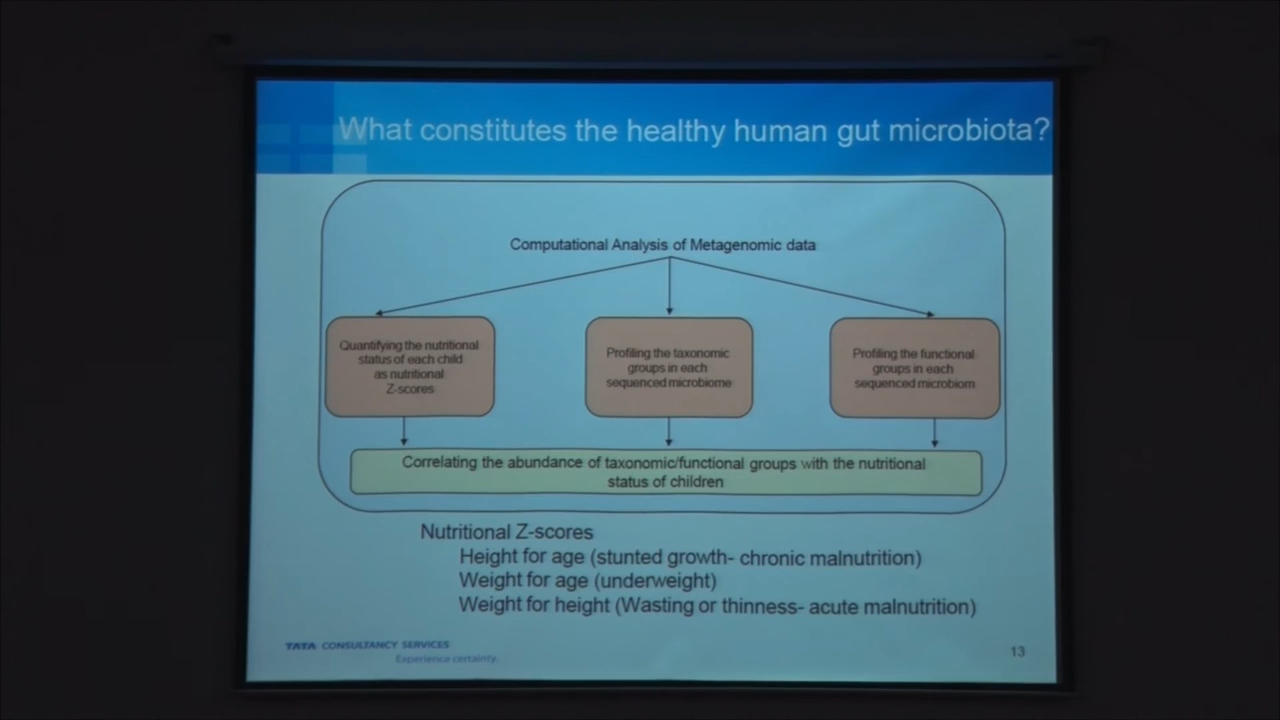 What constitutes the healthy human gut microbiota?
Computational Analysis of Metagenomic data
Quantifying the nutritional
status of each child
as nutritional
Z-scores
Profiling the taxonomic
groups in each
sequenced microbiome
Profiling the functional
groups in each
sequenced microbiom
Correlating the abundance of taxonomic/functional groups with the nutritional
status of children
Nutritional Z-scores
Height for age (stunted growth- chronic malnutrition)
Weight for age (underweight)
Weight for height (Wasting or thinness- acute malnutrition)
TATA CONSULTANCY SERVICES
Experience certainty.
13